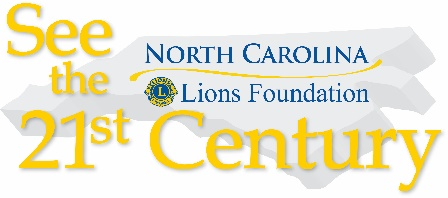 See
the
21st Century
NORTH CAROLINA
L
Lions Foundation